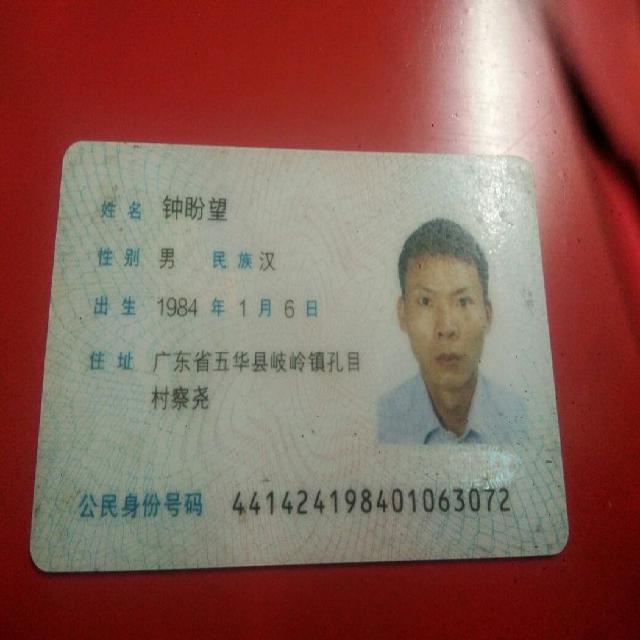 姓名 钟盼望
性别 男 民族 汉
出生 1984 年 1 月 6 日
住址 广东省五华县岐岭镇孔目
村察尧
公民身份号码 441424198401063072